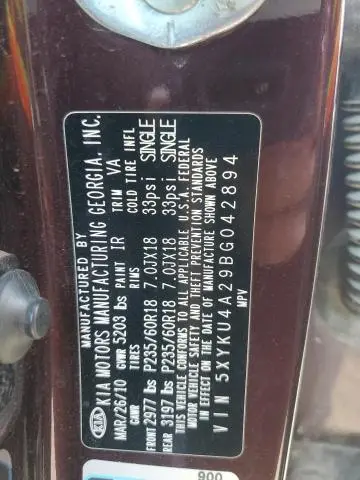 MANUFACTURED BY
KIA KIA MOTORS MANUFACTURING GEORGIA, INC.
MAR/26/10 GVWR 5203 lbs PAINT IR TRIM VA
GAWR TIRES RIMS COLD TIRE INFL
FRONT 2977 lbs P235/60R18 7.0JX18 33psi SINGLE
REAR 3197 lbs P235/60R18 7.0JX18 33psi SINGLE
THIS VEHICLE CONFORMS TO ALL APPLICABLE U.S.A. FEDERAL
MOTOR VEHICLE SAFETY AND THEFT PREVENTION STANDARDS
IN EFFECT ON THE DATE OF MANUFACTURE SHOWN ABOVE
VIN 5XYKU4A29BG042894
MPV
900